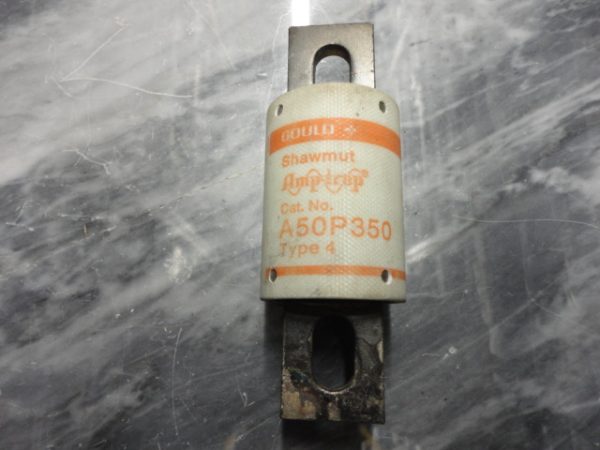 GOULD
Shawmut
Amp-trap®
Cat. No.
A50P350
Type 4